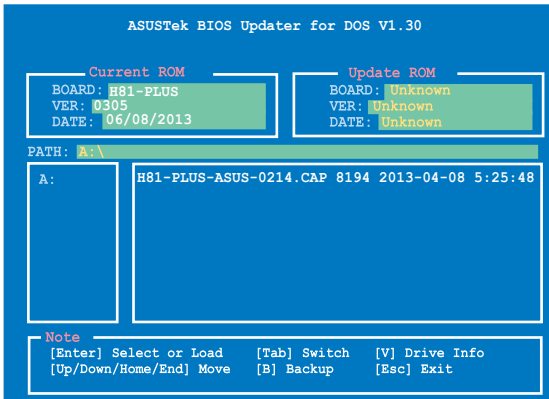 ASUSTek BIOS Updater for DOS V1.30
Current ROM
BOARD: H81-PLUS
VER: 0305
DATE: 06/08/2013
Update ROM
BOARD: Unknown
VER: Unknown
DATE: Unknown
PATH: A:\
A:
H81-PLUS-ASUS-0214.CAP 8194 2013-04-08 5:25:48
Note
[Enter] Select or Load [Tab] Switch [V] Drive Info
[Up/Down/Home/End] Move [B] Backup [Esc] Exit